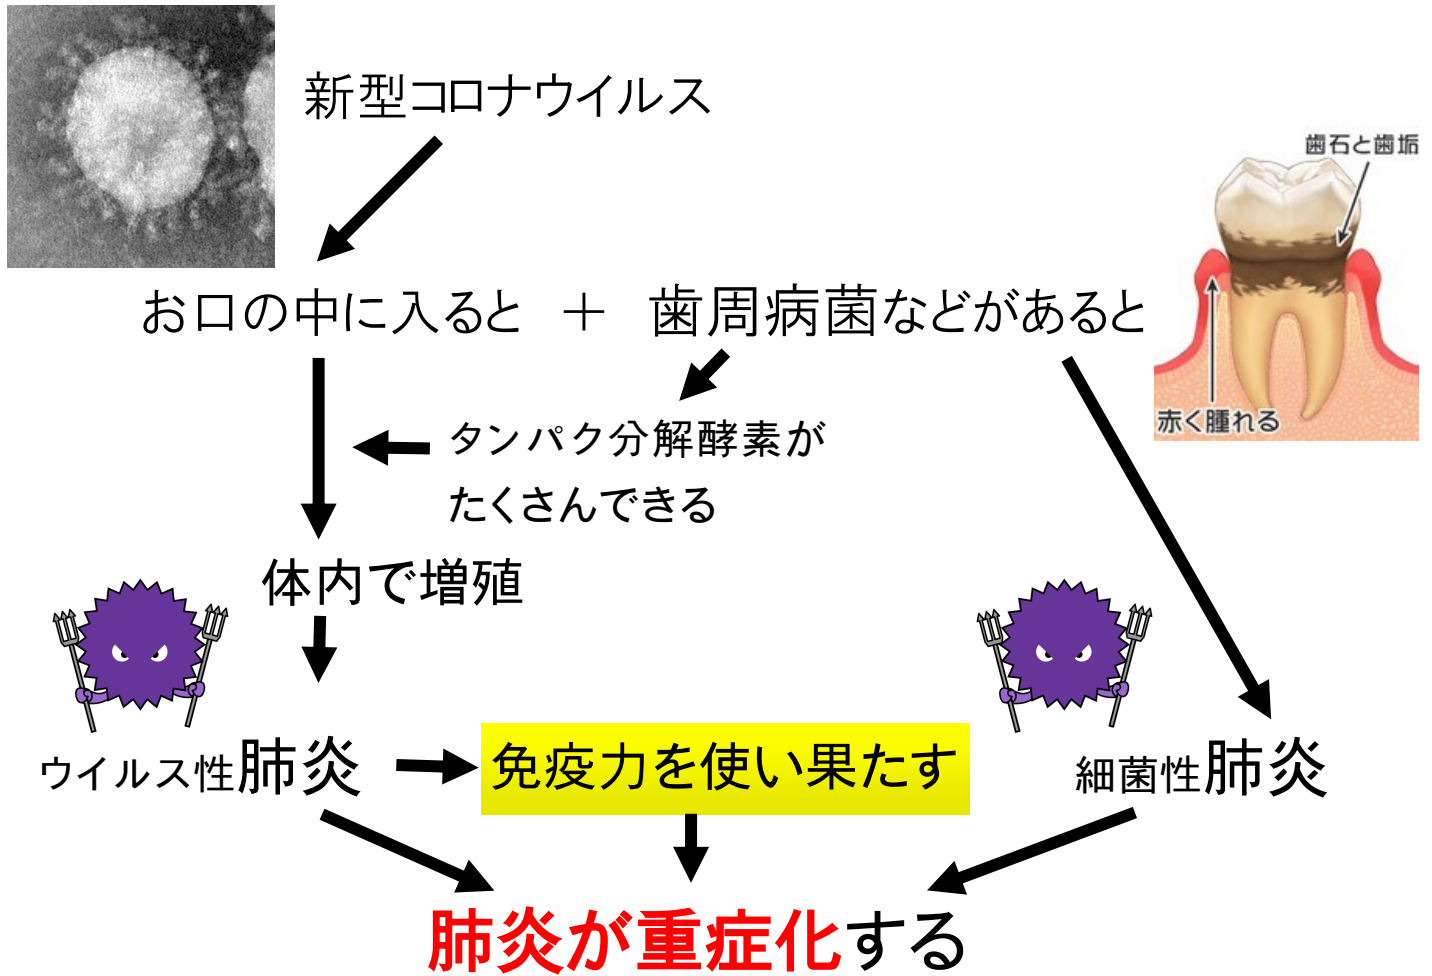 新型コロナウイルス
歯石と歯垢
お口の中に入ると ＋ 歯周病菌などがあると
赤く腫れる
タンパク分解酵素が
たくさんできる
体内で増殖
ウイルス性肺炎
免疫力を使い果たす
細菌性肺炎
肺炎が重症化する